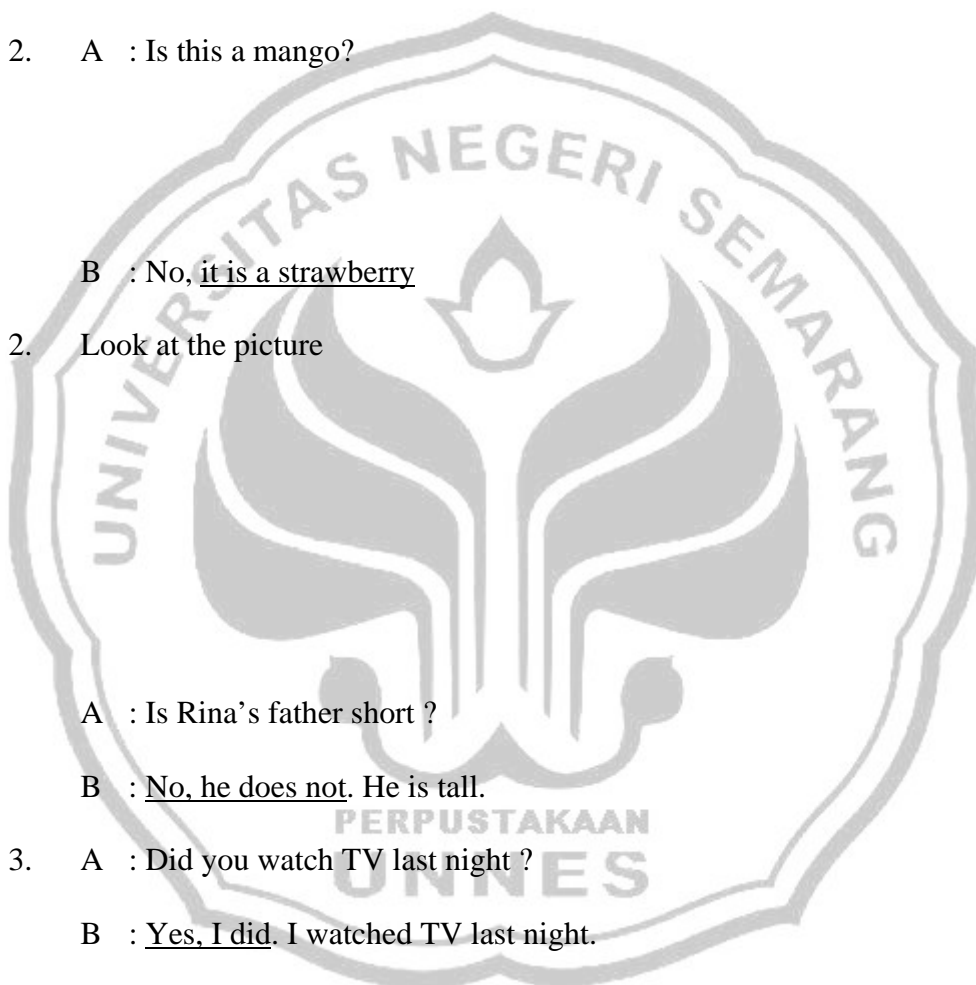 2. A : Is this a mango?
UNIVERSITAS NEGERI SEMARANG
B : No, it is a strawberry
2. Look at the picture
A : Is Rina's father short ?
B : No, he does not. He is tall.
PERPUSTAKAAN
3. A : Did you watch TV last night ?
UNNES
B : Yes, I did. I watched TV last night.